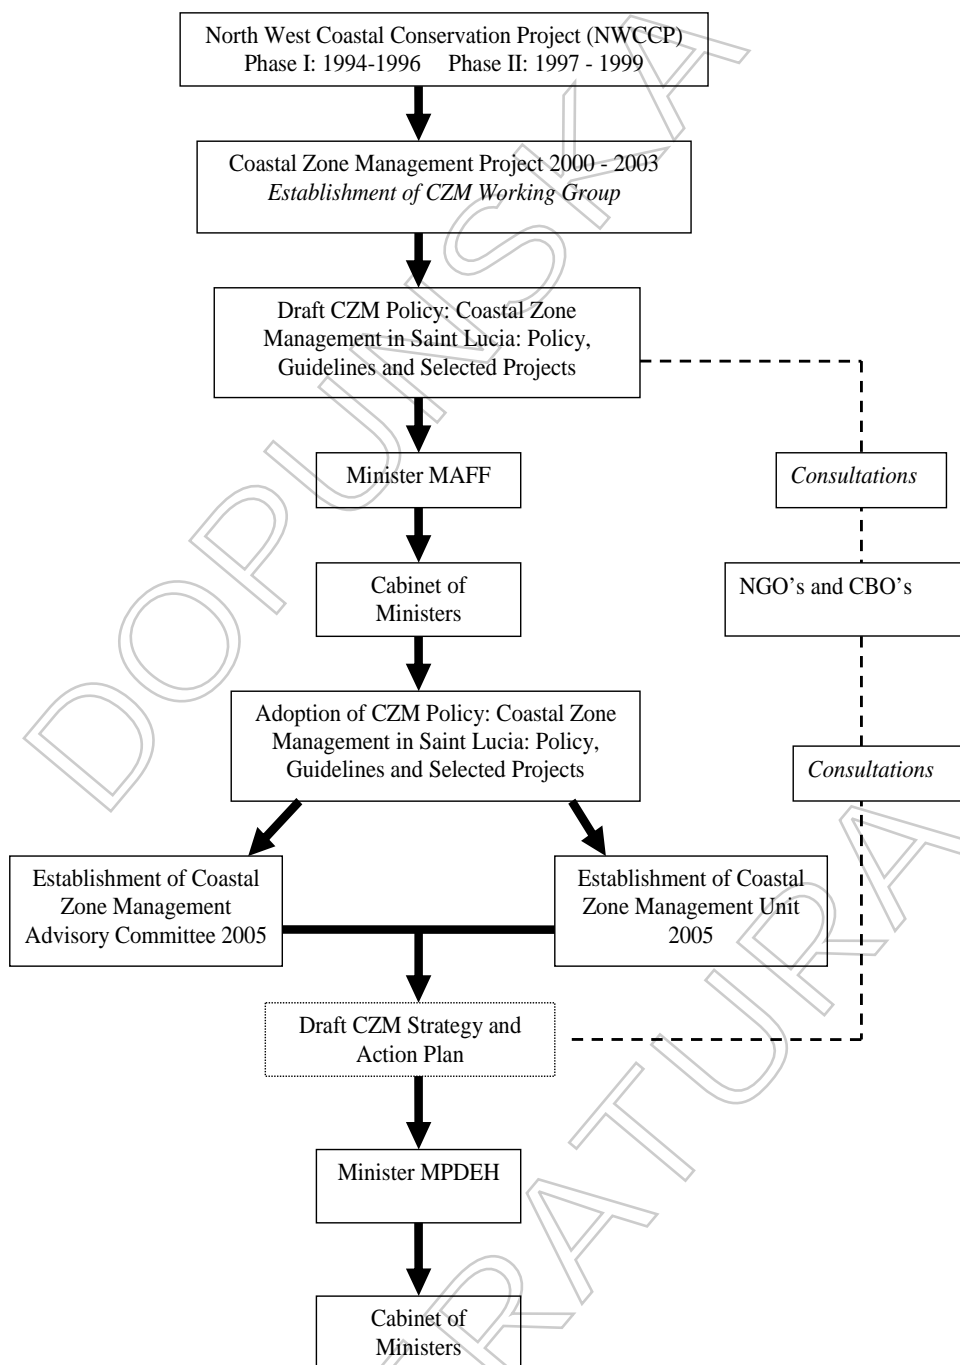 North West Coastal Conservation Project (NWCCP)
Phase I: 1994-1996 Phase II: 1997 - 1999
Coastal Zone Management Project 2000 - 2003
Establishment of CZM Working Group
Draft CZM Policy: Coastal Zone
Management in Saint Lucia: Policy,
Guidelines and Selected Projects
Minister MAFF
Consultations
Cabinet of
Ministers
NGO's and CBO's
Adoption of CZM Policy: Coastal Zone
Management in Saint Lucia: Policy,
Guidelines and Selected Projects
Consultations
Establishment of Coastal
Zone Management
Advisory Committee 2005
Establishment of Coastal
Zone Management Unit
2005
Draft CZM Strategy and
Action Plan
Minister MPDEH
Cabinet of
Ministers
DOPUNSKA